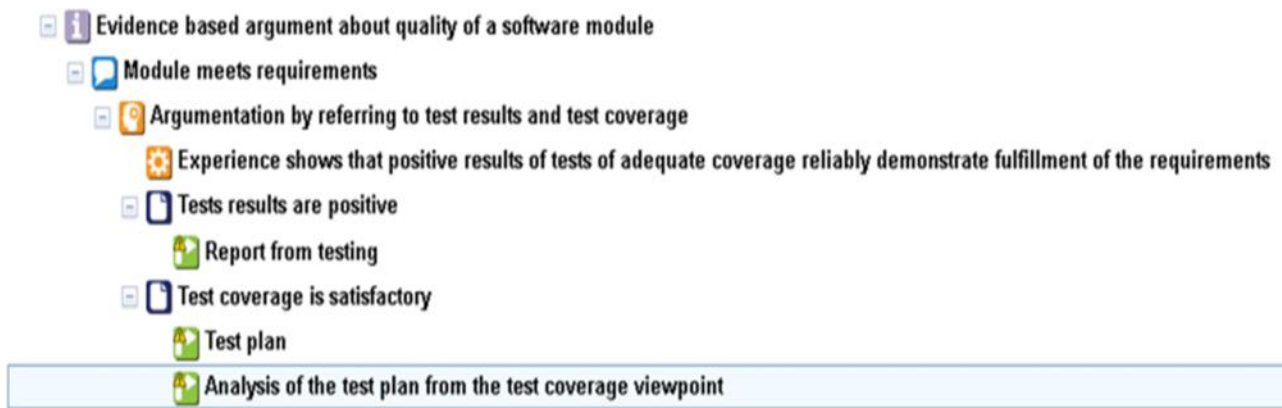 Evidence based argument about quality of a software module
Module meets requirements
Argumentation by referring to test results and test coverage
Experience shows that positive results of tests of adequate coverage reliably demonstrate fulfillment of the requirements
Tests results are positive
Report from testing
Test coverage is satisfactory
Test plan
Analysis of the test plan from the test coverage viewpoint